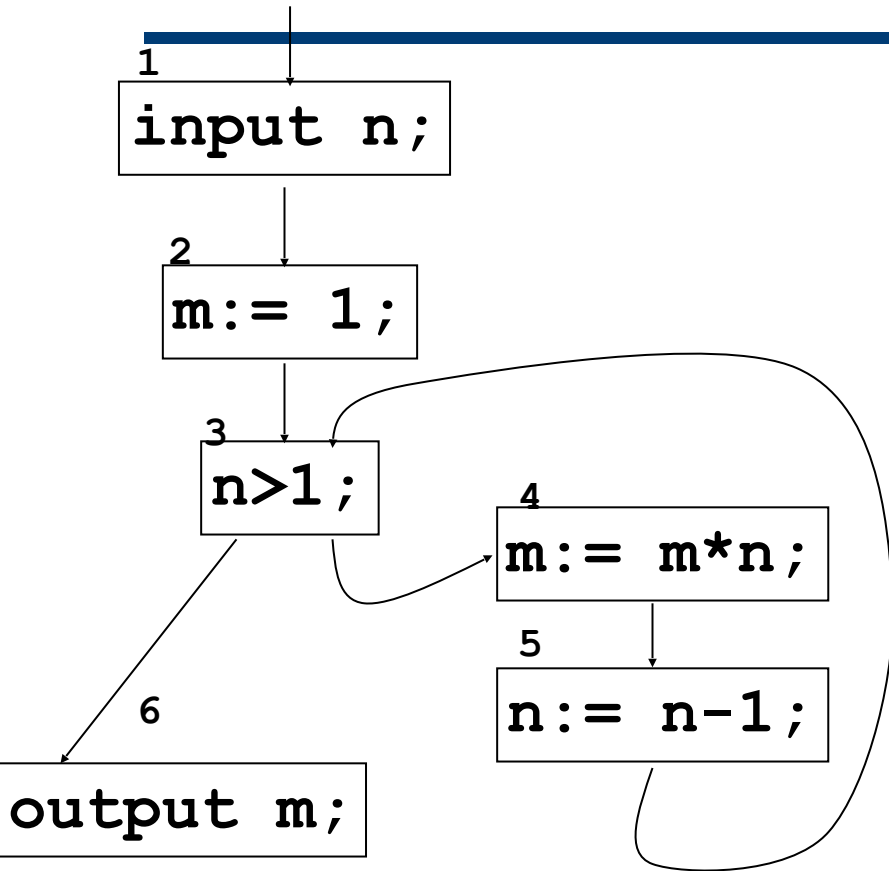 1
input n;
2
m:= 1;
3
n>1;
4
m:= m*n;
5
n:= n-1;
6
output m;